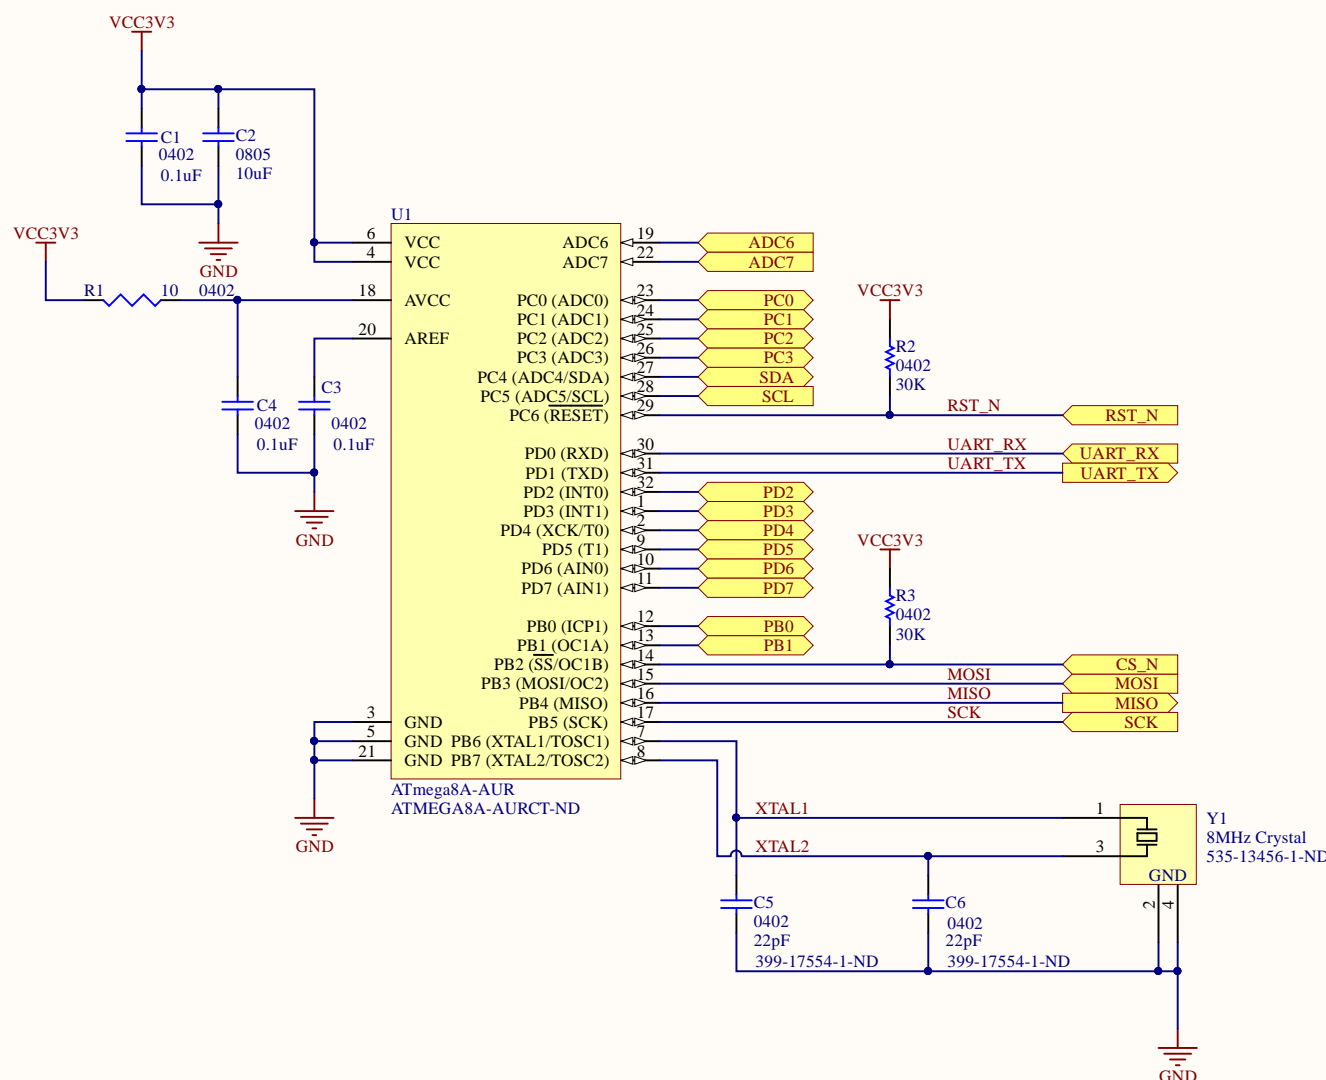 VCC3V3
C1
0402
0.1uF
C2
0805
10uF
GND
VCC3V3
R1
10
0402
C4
0402
0.1uF
C3
0402
0.1uF
GND
U1
6
VCC
4
VCC
18
AVCC
20
AREF
3
GND
5
GND
21
GND
GND
ADC6
19
ADC6
ADC7
22
ADC7
PC0 (ADC0)
23
PC0
PC1 (ADC1)
24
PC1
PC2 (ADC2)
25
PC2
PC3 (ADC3)
26
PC3
PC4 (ADC4/SDA)
27
SDA
PC5 (ADC5/SCL)
28
SCL
PC6 (RESET)
29
RST_N
RST_N
VCC3V3
R2
0402
30K
PD0 (RXD)
30
UART_RX
UART_RX
PD1 (TXD)
31
UART_TX
UART_TX
PD2 (INT0)
32
PD2
PD3 (INT1)
1
PD3
PD4 (XCK/T0)
2
PD4
PD5 (T1)
9
PD5
PD6 (AIN0)
10
PD6
PD7 (AIN1)
11
PD7
VCC3V3
R3
0402
30K
PB0 (ICP1)
12
PB0
PB1 (OC1A)
13
PB1
PB2 (SS/OC1B)
14
CS_N
PB3 (MOSI/OC2)
15
MOSI
MOSI
PB4 (MISO)
16
MISO
MISO
PB5 (SCK)
17
SCK
SCK
PB6 (XTAL1/TOSC1)
7
PB7 (XTAL2/TOSC2)
8
ATmega8A-AUR
ATMEGA8A-AURCT-ND
XTAL1
1
XTAL2
3
Y1
8MHz Crystal
535-13456-1-ND
GND
2
4
C5
0402
22pF
399-17554-1-ND
C6
0402
22pF
399-17554-1-ND
GND